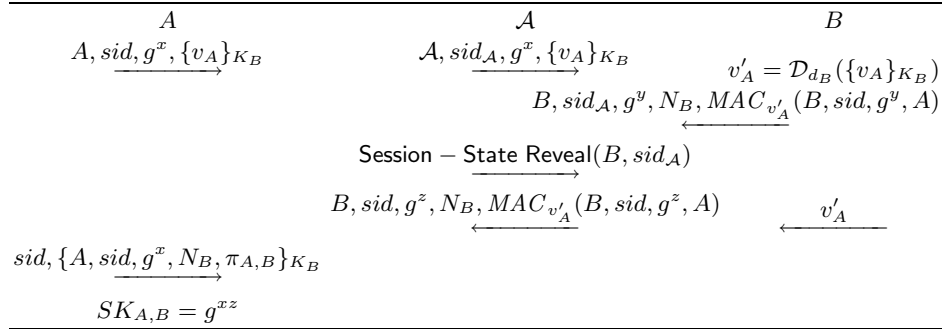 A 𝒜 B
A, sid, g^x, {v_A}_{K_B} 𝒜, sid_𝒜, g^x, {v_A}_{K_B}
v'_A = 𝒟_{d_B}({v_A}_{K_B})
B, sid_𝒜, g^y, N_B, MAC_{v'_A}(B, sid, g^y, A)
Session − State Reveal(B, sid_𝒜)
B, sid, g^z, N_B, MAC_{v'_A}(B, sid, g^z, A) v'_A
sid, {A, sid, g^x, N_B, π_{A,B}}_{K_B}
SK_{A,B} = g^{xz}